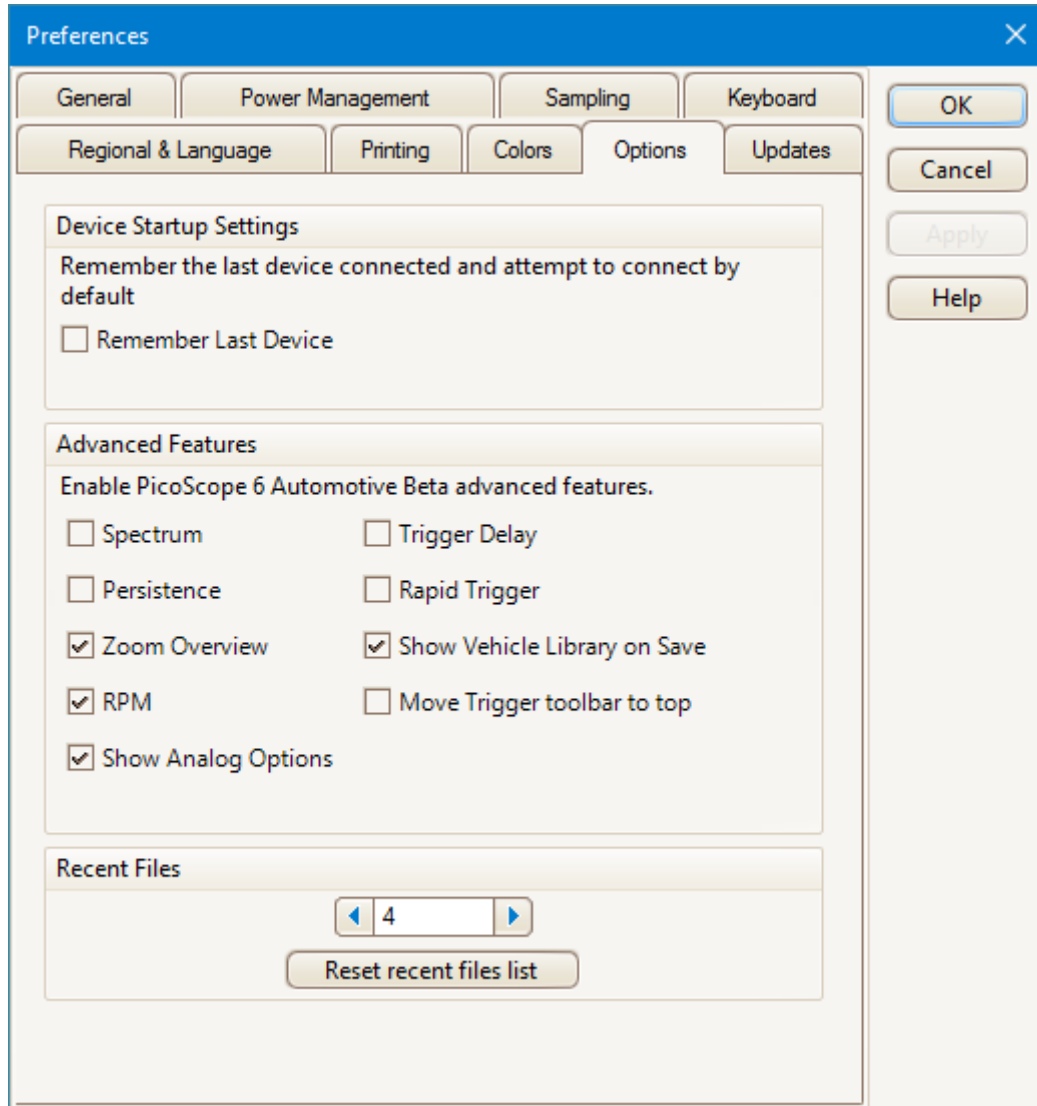 Preferences
General
Power Management
Sampling
Keyboard
Regional & Language
Printing
Colors
Options
Updates
OK
Cancel
Apply
Help
Device Startup Settings
Remember the last device connected and attempt to connect by
default
Remember Last Device
Advanced Features
Enable PicoScope 6 Automotive Beta advanced features.
Spectrum
Trigger Delay
Persistence
Rapid Trigger
Zoom Overview
Show Vehicle Library on Save
RPM
Move Trigger toolbar to top
Show Analog Options
Recent Files
4
Reset recent files list